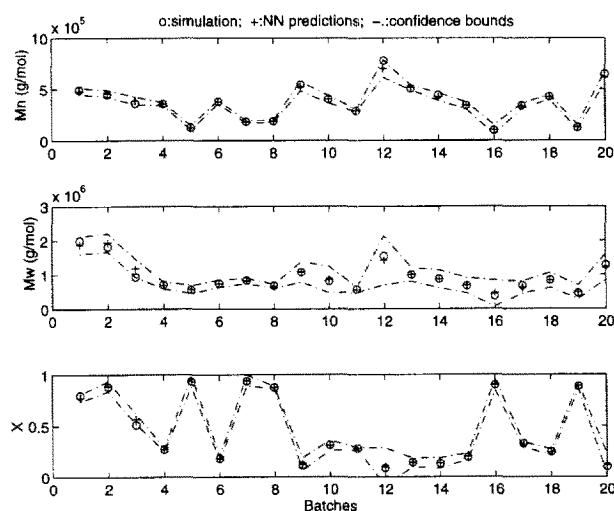 o:simulation; +:NN predictions; −.:confidence bounds
x 10^5
10
5
0
Mn (g/mol)
0 2 4 6 8 10 12 14 16 18 20
x 10^6
3
2
1
0
Mw (g/mol)
0 2 4 6 8 10 12 14 16 18 20
1
0.5
0
X
0 2 4 6 8 10 12 14 16 18 20
Batches